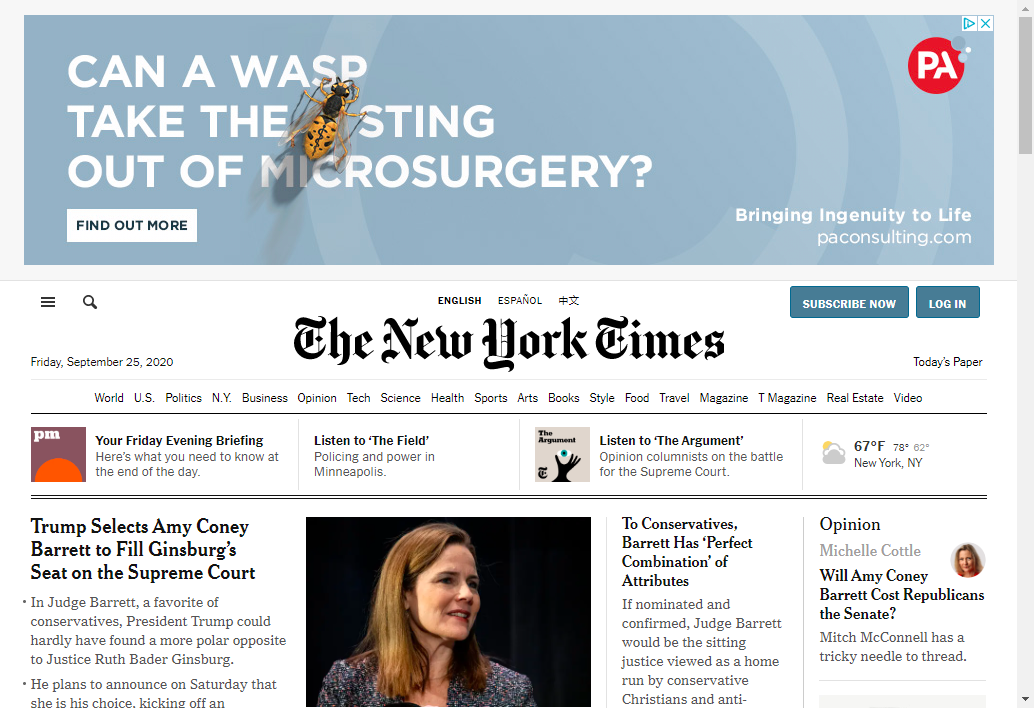 CAN A WASP
TAKE THE STING
OUT OF MICROSURGERY?
FIND OUT MORE
PA
Bringing Ingenuity to Life
paconsulting.com
ENGLISH ESPAÑOL 中文
SUBSCRIBE NOW LOG IN
The New York Times
Friday, September 25, 2020
Today's Paper
World U.S. Politics N.Y. Business Opinion Tech Science Health Sports Arts Books Style Food Travel Magazine T Magazine Real Estate Video
pm
Your Friday Evening Briefing
Here's what you need to know at
the end of the day.
Listen to 'The Field'
Policing and power in
Minneapolis.
The
Argument
T
Listen to 'The Argument'
Opinion columnists on the battle
for the Supreme Court.
67°F 78° 62°
New York, NY
Trump Selects Amy Coney
Barrett to Fill Ginsburg's
Seat on the Supreme Court
• In Judge Barrett, a favorite of
conservatives, President Trump could
hardly have found a more polar opposite
to Justice Ruth Bader Ginsburg.
• He plans to announce on Saturday that
she is his choice, kicking off an
To Conservatives,
Barrett Has 'Perfect
Combination' of
Attributes
If nominated and
confirmed, Judge Barrett
would be the sitting
justice viewed as a home
run by conservative
Christians and anti-
Opinion
Michelle Cottle
Will Amy Coney
Barrett Cost Republicans
the Senate?
Mitch McConnell has a
tricky needle to thread.